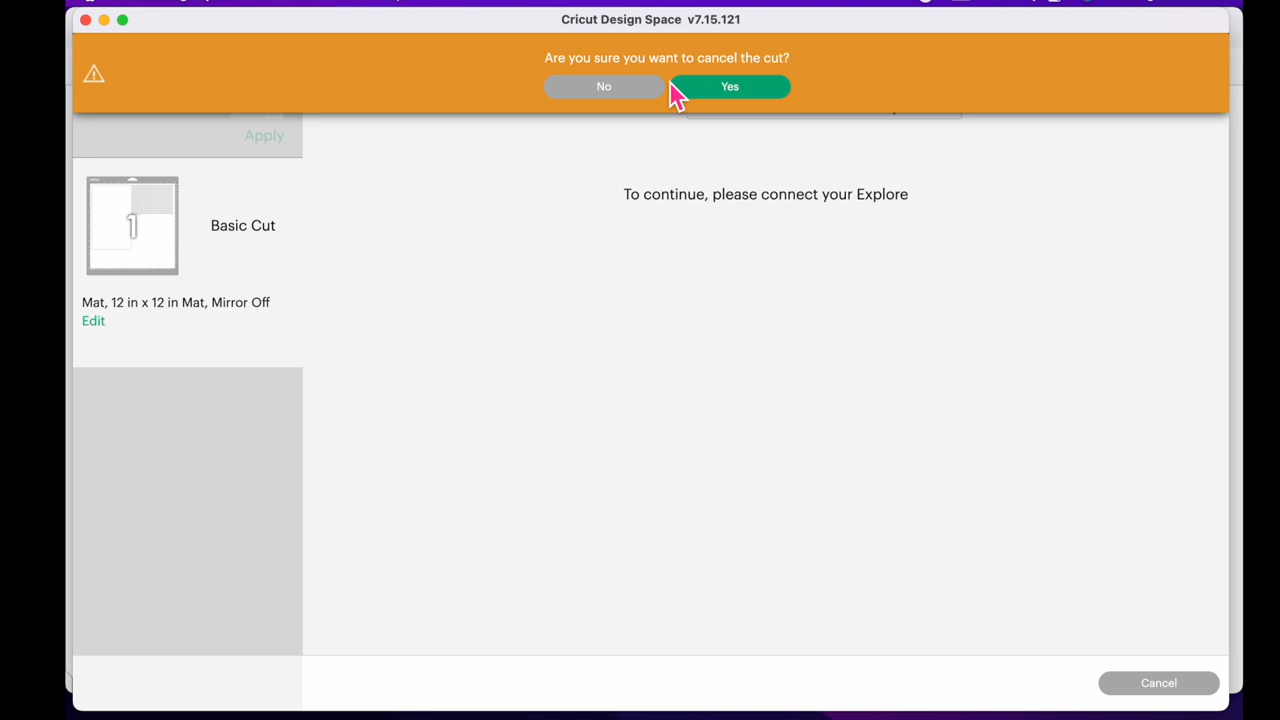 Cricut Design Space v7.15.121
Are you sure you want to cancel the cut?
No
Yes
Apply
To continue, please connect your Explore
1
Basic Cut
Mat, 12 in x 12 in Mat, Mirror Off
Edit
Cancel